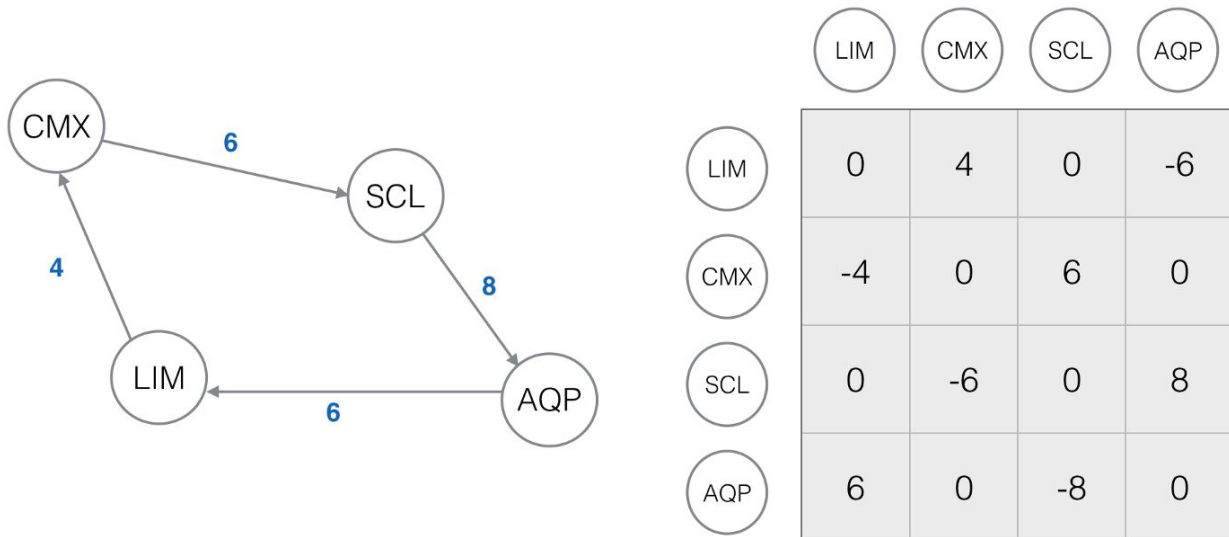 CMX
6
SCL
4
8
LIM
AQP
6
LIM CMX SCL AQP
LIM 0 4 0 -6
CMX -4 0 6 0
SCL 0 -6 0 8
AQP 6 0 -8 0